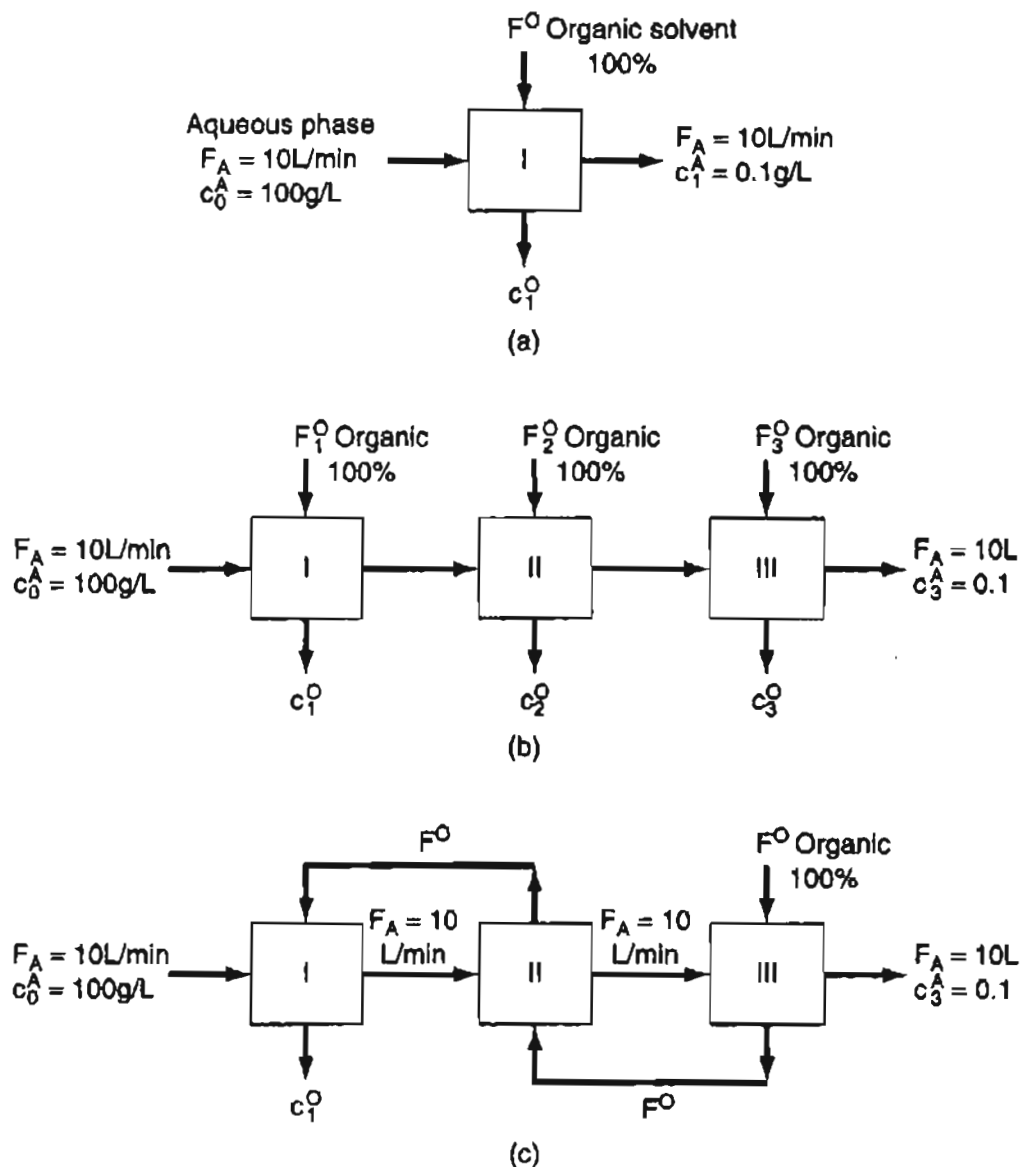 F^O Organic solvent
100%
Aqueous phase
F_A = 10L/min
c_0^A = 100g/L
I
F_A = 10L/min
c_1^A = 0.1g/L
c_1^O
(a)
F_1^O Organic
100%
F_2^O Organic
100%
F_3^O Organic
100%
F_A = 10L/min
c_0^A = 100g/L
I
II
III
F_A = 10L
c_3^A = 0.1
c_1^O
c_2^O
c_3^O
(b)
F^O
F^O Organic
100%
F_A = 10L/min
c_0^A = 100g/L
I
F_A = 10
L/min
II
F_A = 10
L/min
III
F_A = 10L
c_3^A = 0.1
c_1^O
F^O
(c)